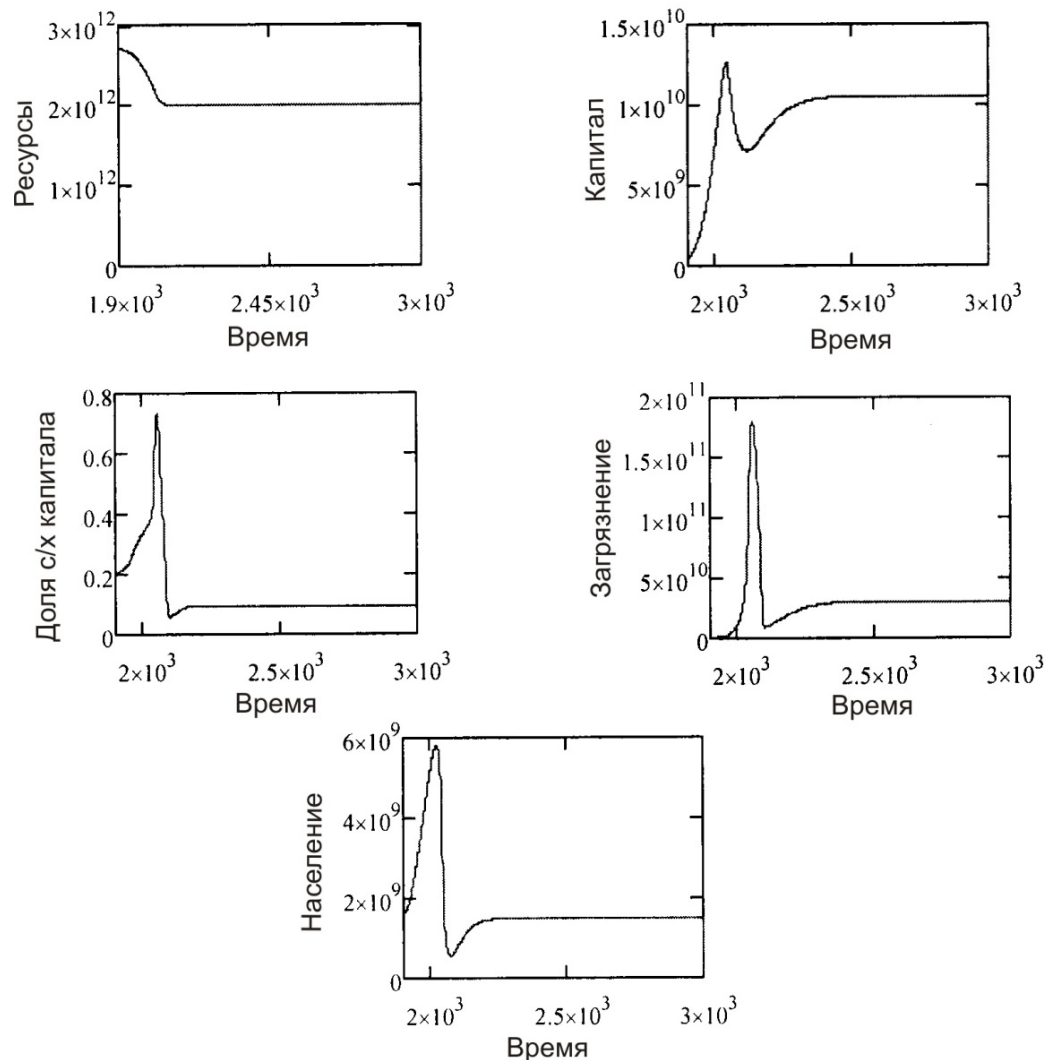 3×10¹²
2×10¹²
1×10¹²
0
Ресурсы
1.9×10³ 2.45×10³ 3×10³
Время
1.5×10¹⁰
1×10¹⁰
5×10⁹
0
Капитал
2×10³ 2.5×10³ 3×10³
Время
0.8
0.6
0.4
0.2
0
Доля с/х капитала
2×10³ 2.5×10³ 3×10³
Время
2×10¹¹
1.5×10¹¹
1×10¹¹
5×10¹⁰
0
Загрязнение
2×10³ 2.5×10³ 3×10³
Время
6×10⁹
4×10⁹
2×10⁹
0
Население
2×10³ 2.5×10³ 3×10³
Время